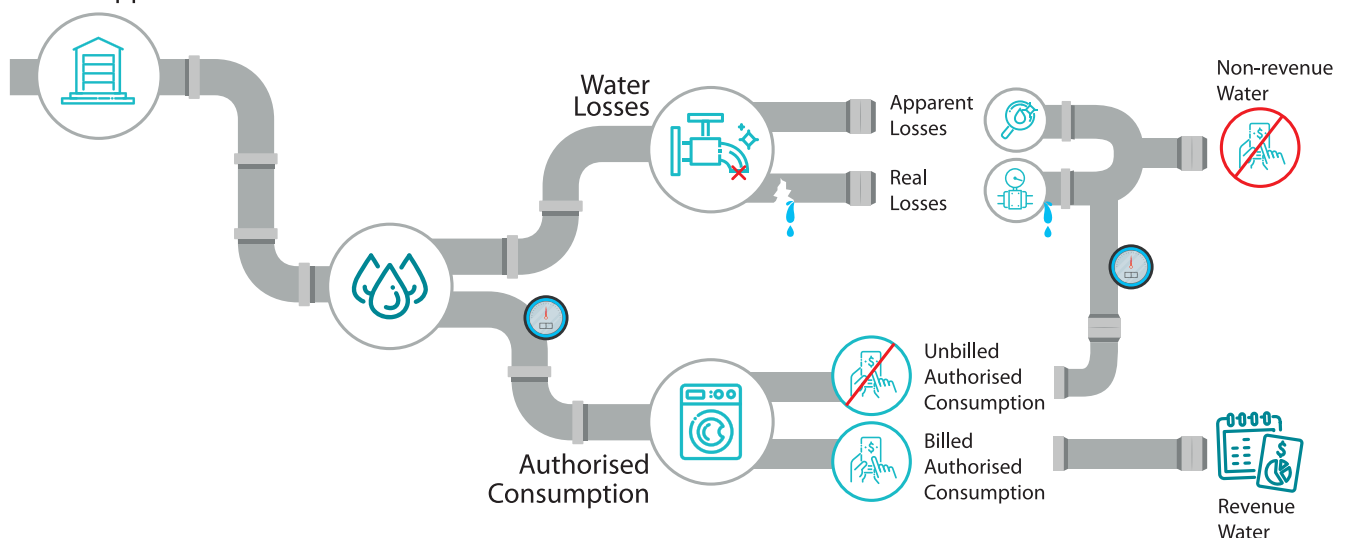 Water
Losses
Apparent
Losses
Real
Losses
Non-revenue
Water
Unbilled
Authorised
Consumption
Billed
Authorised
Consumption
Authorised
Consumption
Revenue
Water